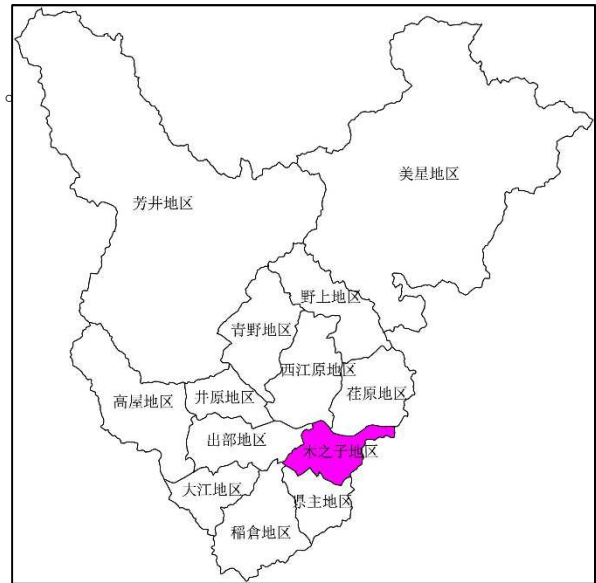 美星地区
芳井地区
野上地区
青野地区
西江原地区
荏原地区
高屋地区
井原地区
出部地区
木之子地区
大江地区
県主地区
稲倉地区